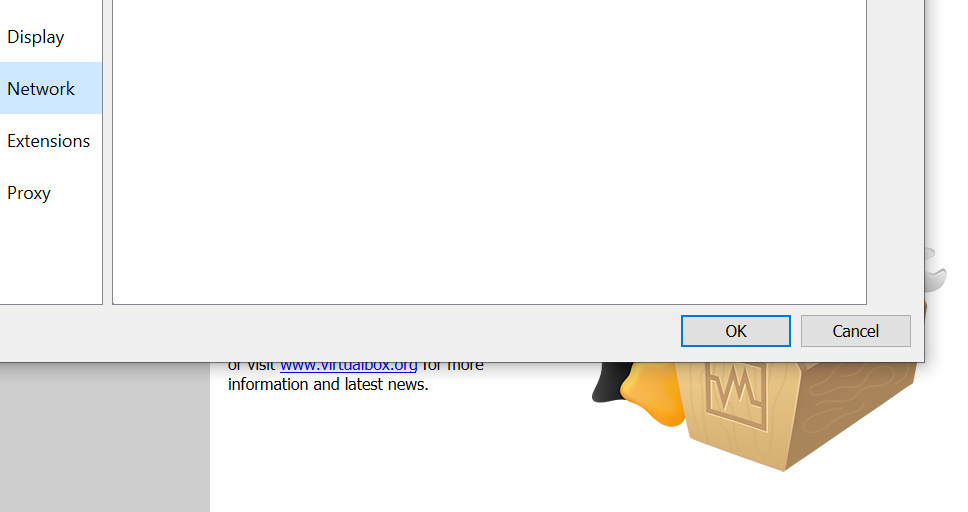 Display
Network
Extensions
Proxy
OK
Cancel
or visit www.virtualbox.org for more
information and latest news.